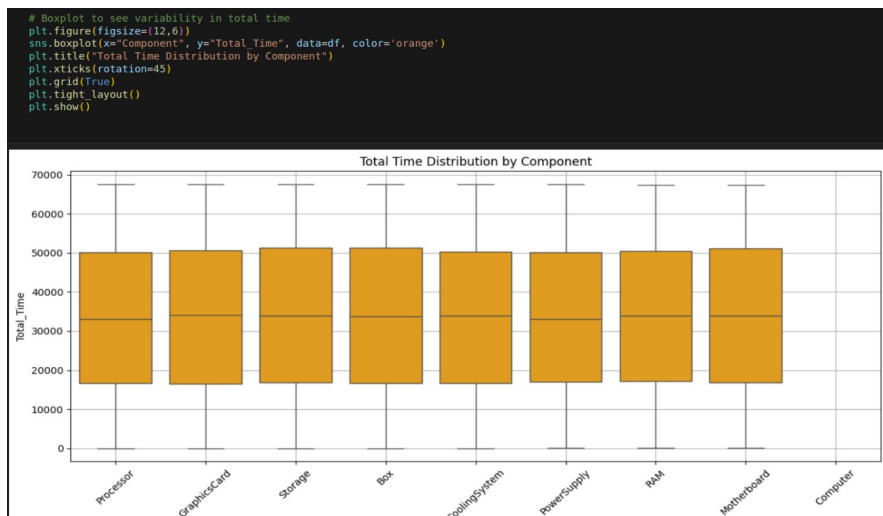 # Boxplot to see variability in total time
plt.figure(figsize=(12,6))
sns.boxplot(x="Component", y="Total_Time", data=df, color='orange')
plt.title("Total Time Distribution by Component")
plt.xticks(rotation=45)
plt.grid(True)
plt.tight_layout()
plt.show()
Total Time Distribution by Component
70000
60000
50000
40000
30000
20000
10000
0
Total_Time
Processor
GraphicsCard
Storage
Box
CoolingSystem
PowerSupply
RAM
Motherboard
Computer